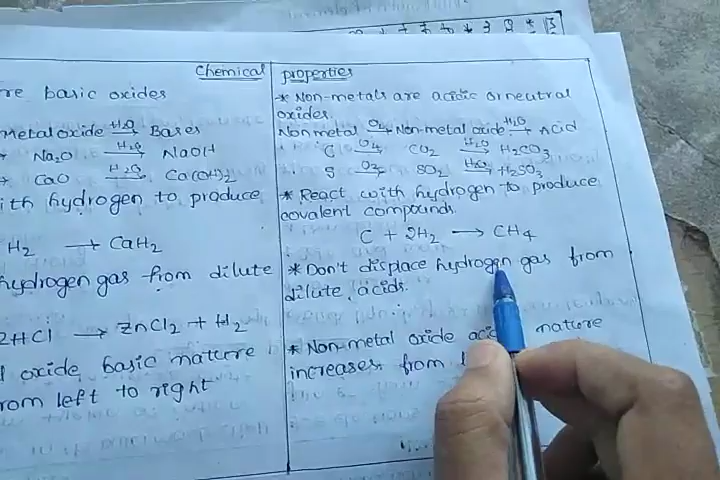 Chemical properties
re basic oxides
Metal oxide H2O→ Bases
* Na2O H2O→ NaOH
* CaO H2O→ Ca(OH)2
ith hydrogen to produce
H2 → CaH2
hydrogen gas from dilute
2HCl → ZnCl2 + H2
oxide basic nature
rom left to right
* Non-metals are acidic or neutral
oxides.
Non metal O2→ Non-metal oxide H2O→ Acid
C O2→ CO2 H2O→ H2CO3
S O2→ SO2 H2O→ H2SO3
* React with hydrogen to produce
covalent compounds.
C + 2H2 → CH4
* Don't displace hydrogen gas from
dilute acids.
* Non-metal oxide nature
increases from